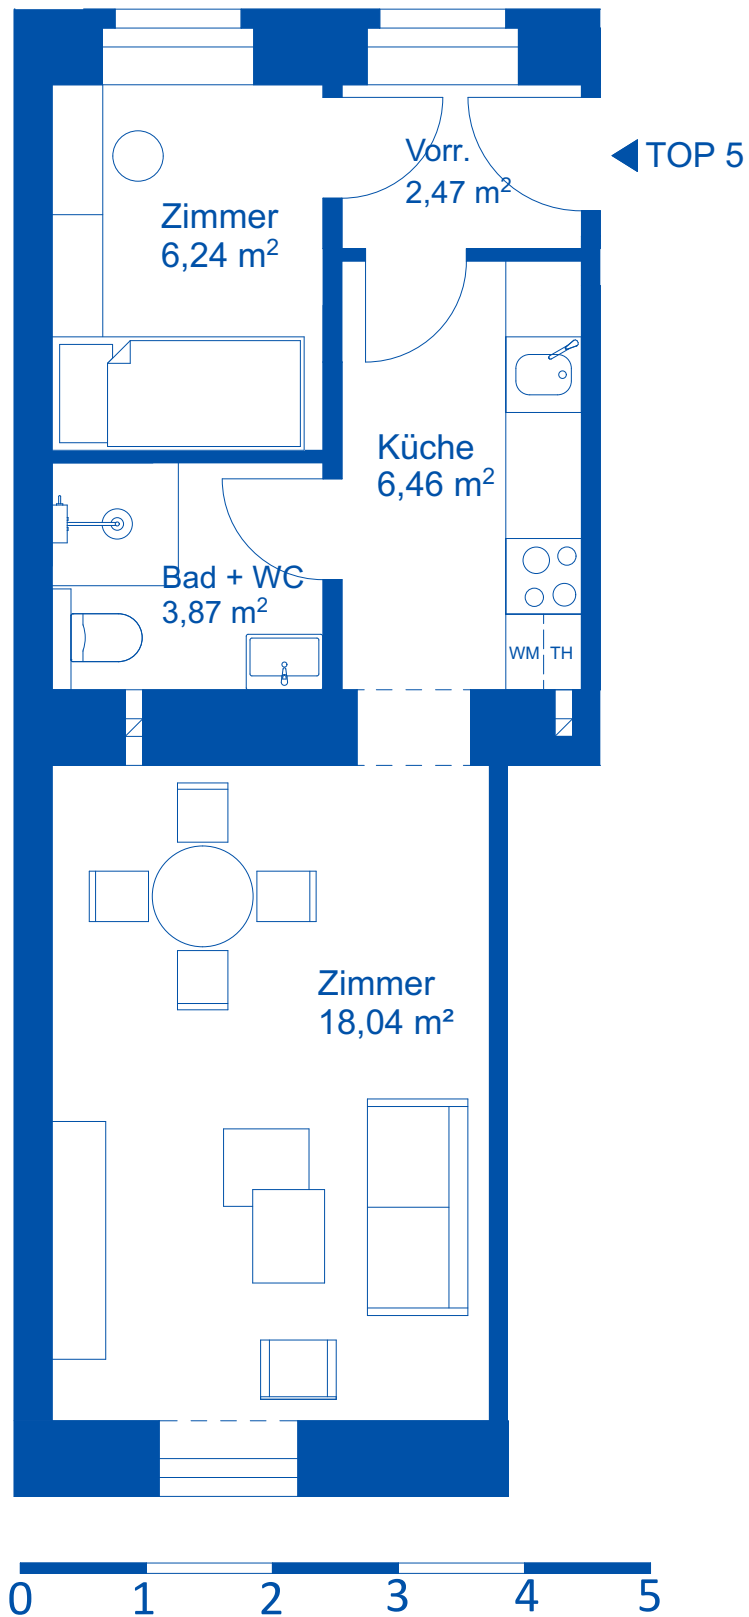 Vorr.
2,47 m²
TOP 5
Zimmer
6,24 m²
Küche
6,46 m²
Bad + WC
3,87 m²
WM TH
Zimmer
18,04 m²
0 1 2 3 4 5